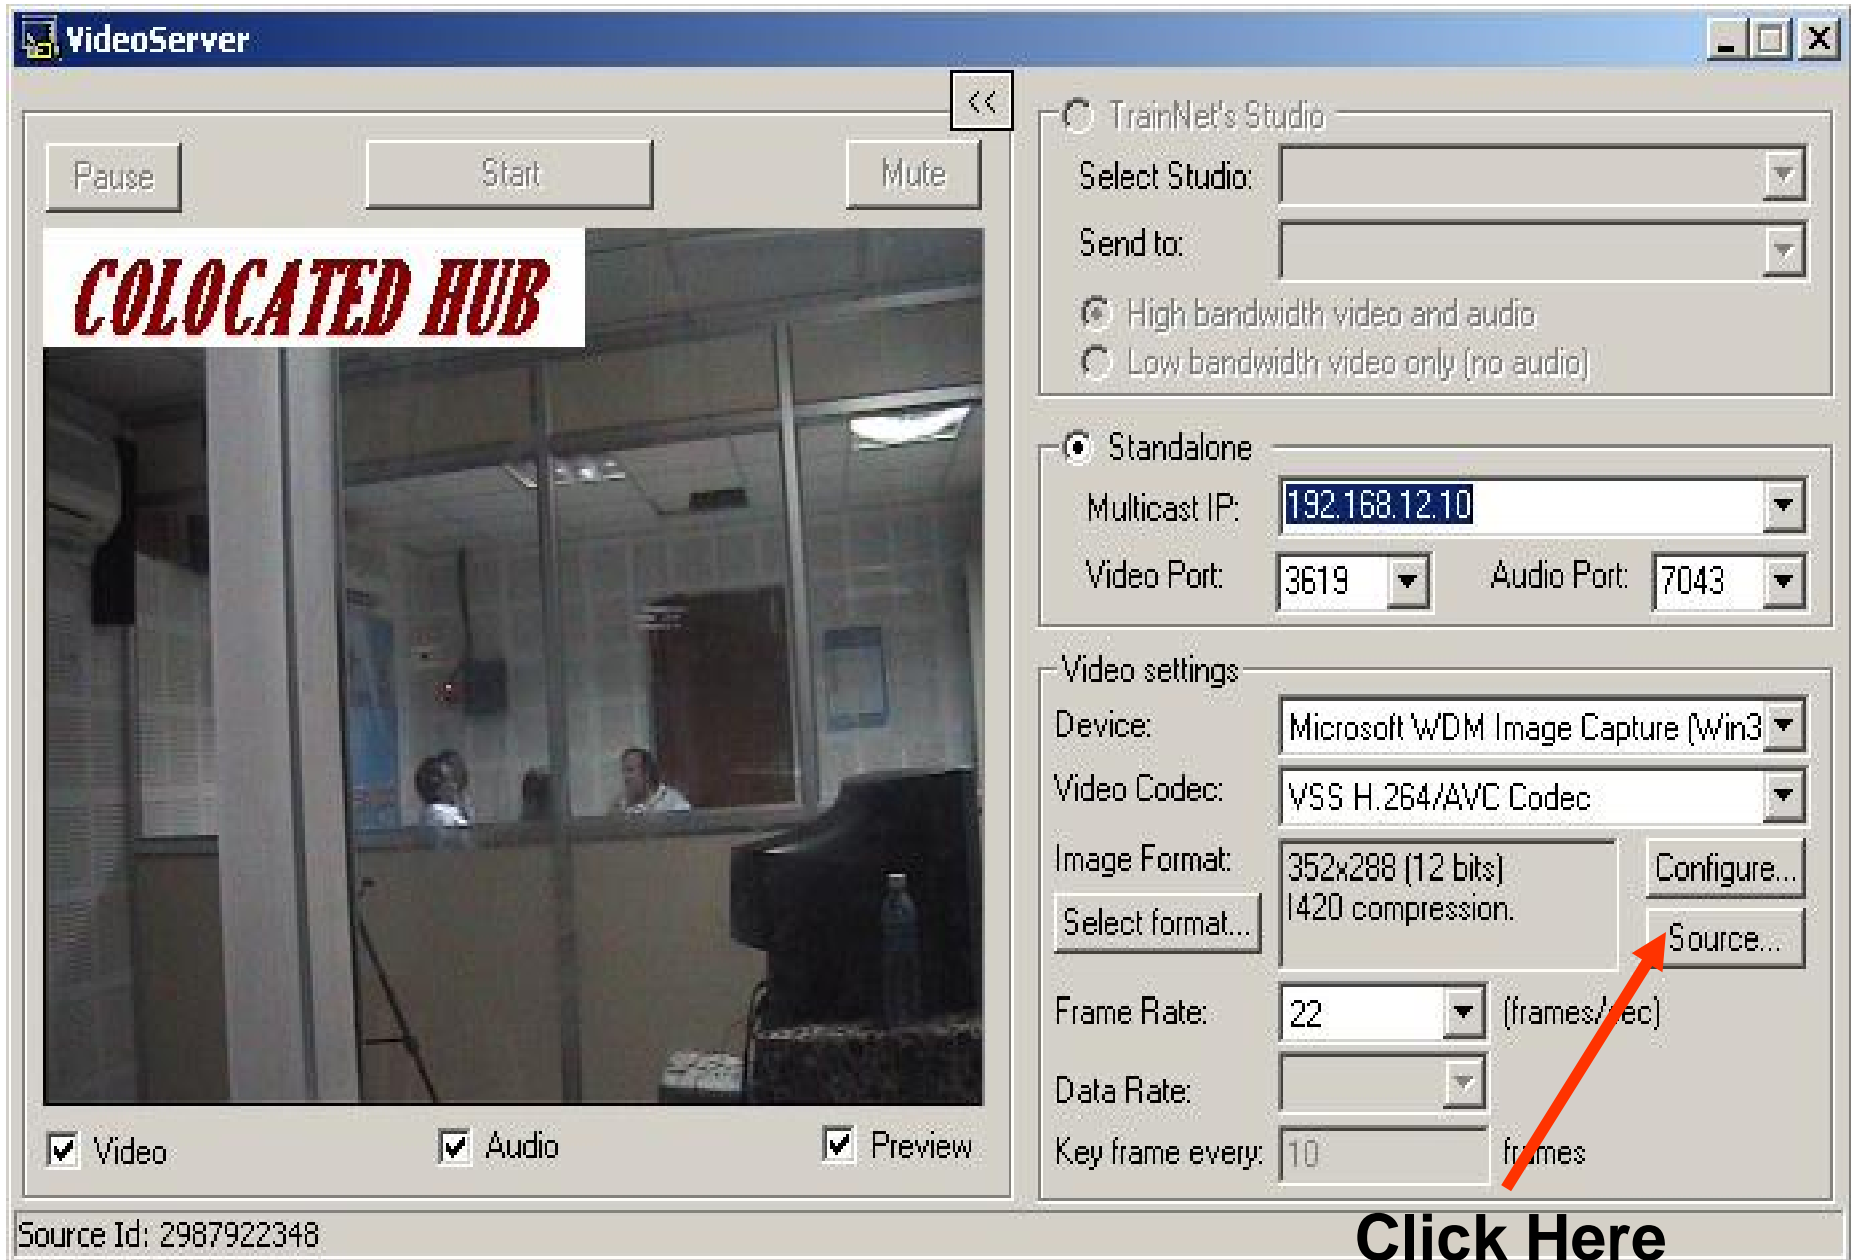 VideoServer
<<
Pause
Start
Mute
COLOCATED HUB
Video
Audio
Preview
TrainNet's Studio
Select Studio:
Send to:
High bandwidth video and audio
Low bandwidth video only (no audio)
Standalone
Multicast IP: 192.168.12.10
Video Port: 3619 Audio Port: 7043
Video settings
Device: Microsoft WDM Image Capture (Win3
Video Codec: VSS H.264/AVC Codec
Image Format: 352x288 (12 bits) Configure...
I420 compression.
Select format... Source...
Frame Rate: 22 (frames/sec)
Data Rate:
Key frame every: 10 frames
Source Id: 2987922348
Click Here